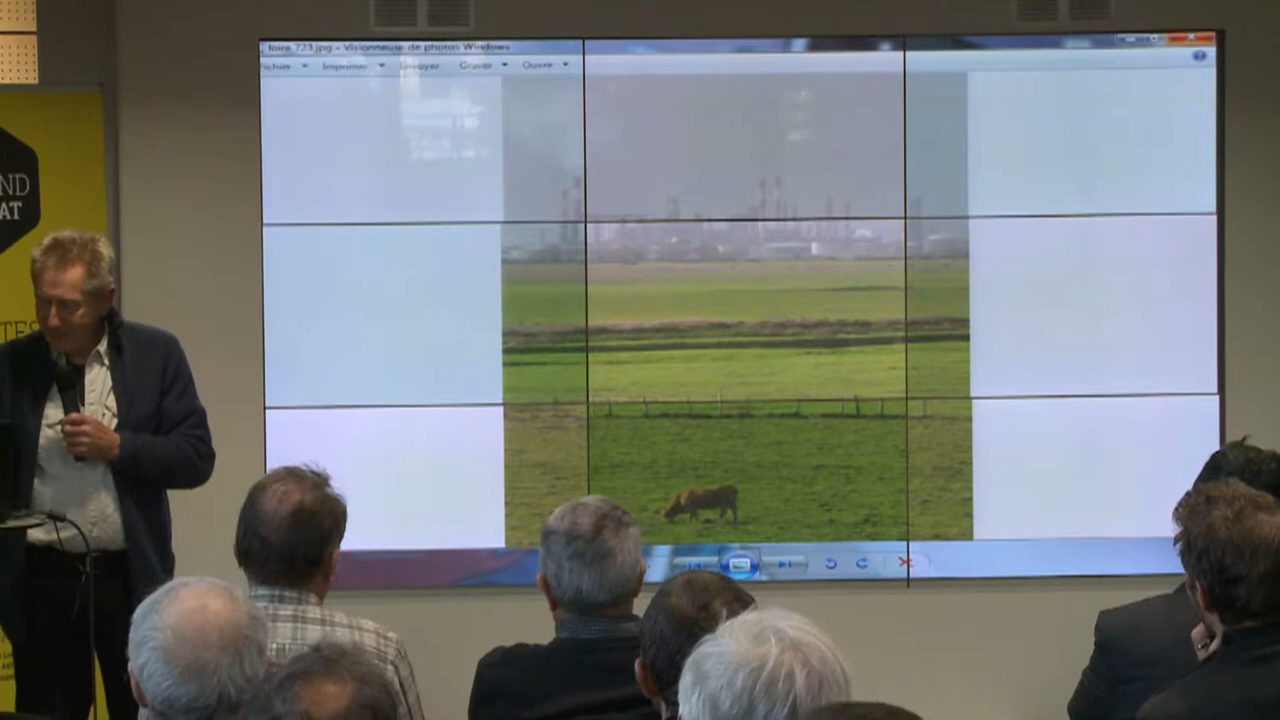 loire 723.jpg - Visionneuse de photos Windows
Fichier Imprimer Envoyer Graver Ouvrir
ND
AT
TES